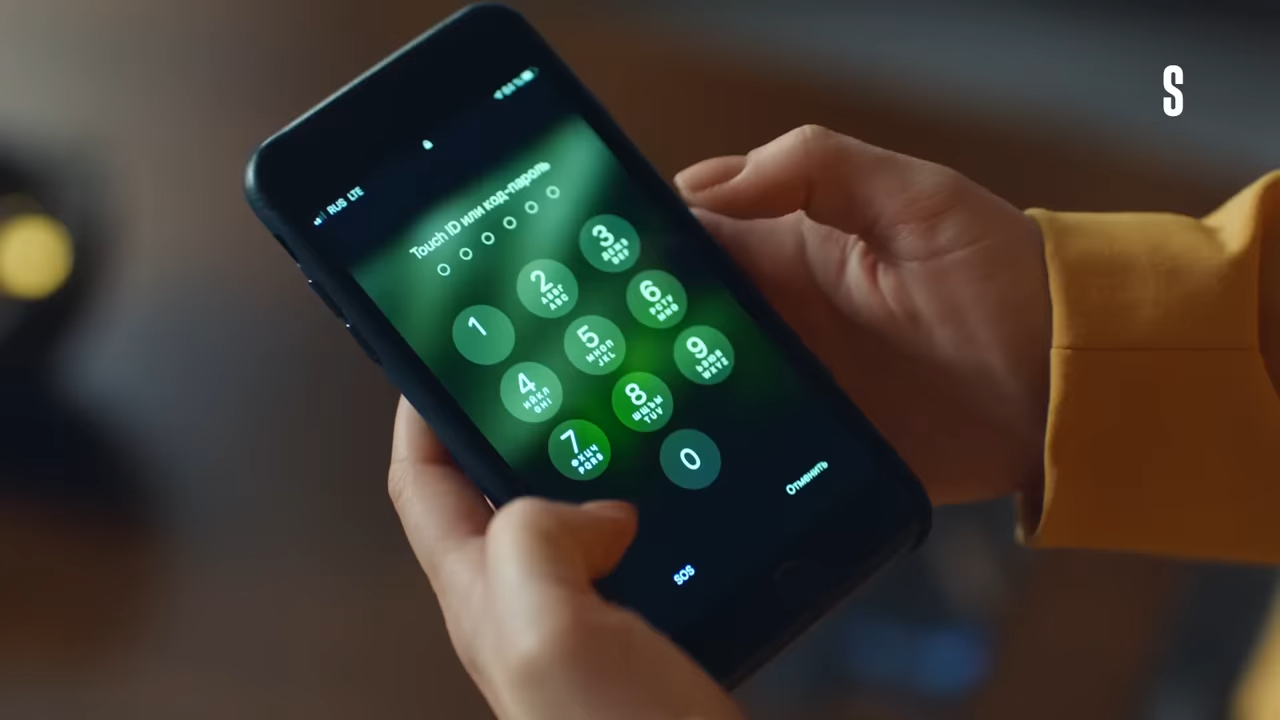 S
RUS LTE
84 %
Touch ID или код-пароль
1
2
АБВГ
ABC
3
ДЕЖЗ
DEF
4
ИЙКЛ
GHI
5
МНОП
JKL
6
РСТУ
MNO
7
ФХЦЧ
PQRS
8
ШЩЪЫ
TUV
9
ЬЭЮЯ
WXYZ
0
SOS
Отменить